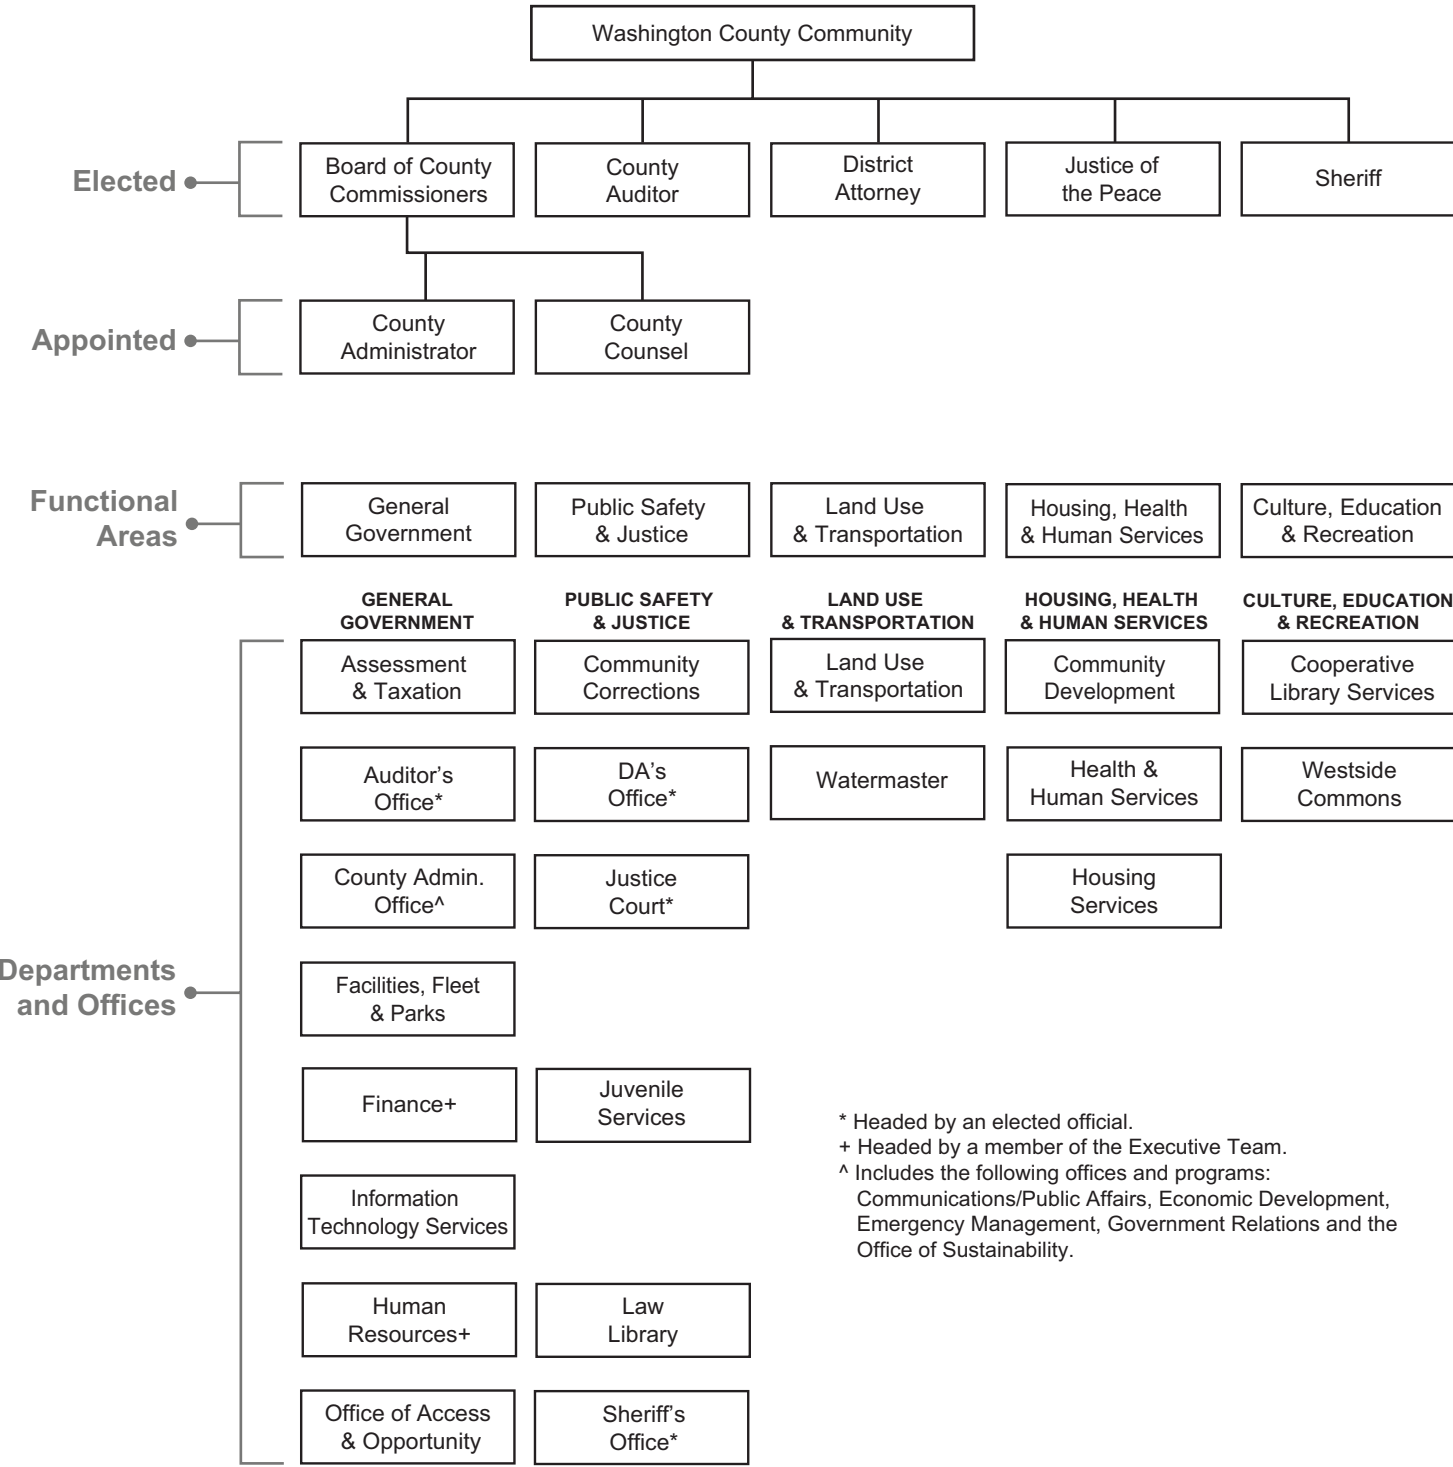 Washington County Community
Elected
Board of County
Commissioners
County
Auditor
District
Attorney
Justice of
the Peace
Sheriff
Appointed
County
Administrator
County
Counsel
Functional
Areas
General
Government
Public Safety
& Justice
Land Use
& Transportation
Housing, Health
& Human Services
Culture, Education
& Recreation
GENERAL
GOVERNMENT
PUBLIC SAFETY
& JUSTICE
LAND USE
& TRANSPORTATION
HOUSING, HEALTH
& HUMAN SERVICES
CULTURE, EDUCATION
& RECREATION
Departments
and Offices
Assessment
& Taxation
Community
Corrections
Land Use
& Transportation
Community
Development
Cooperative
Library Services
Auditor’s
Office*
DA’s
Office*
Watermaster
Health &
Human Services
Westside
Commons
County Admin.
Office^
Justice
Court*
Housing
Services
Facilities, Fleet
& Parks
Finance+
Juvenile
Services
Information
Technology Services
Human
Resources+
Law
Library
Office of Access
& Opportunity
Sheriff’s
Office*
* Headed by an elected official.
+ Headed by a member of the Executive Team.
^ Includes the following offices and programs:
Communications/Public Affairs, Economic Development,
Emergency Management, Government Relations and the
Office of Sustainability.